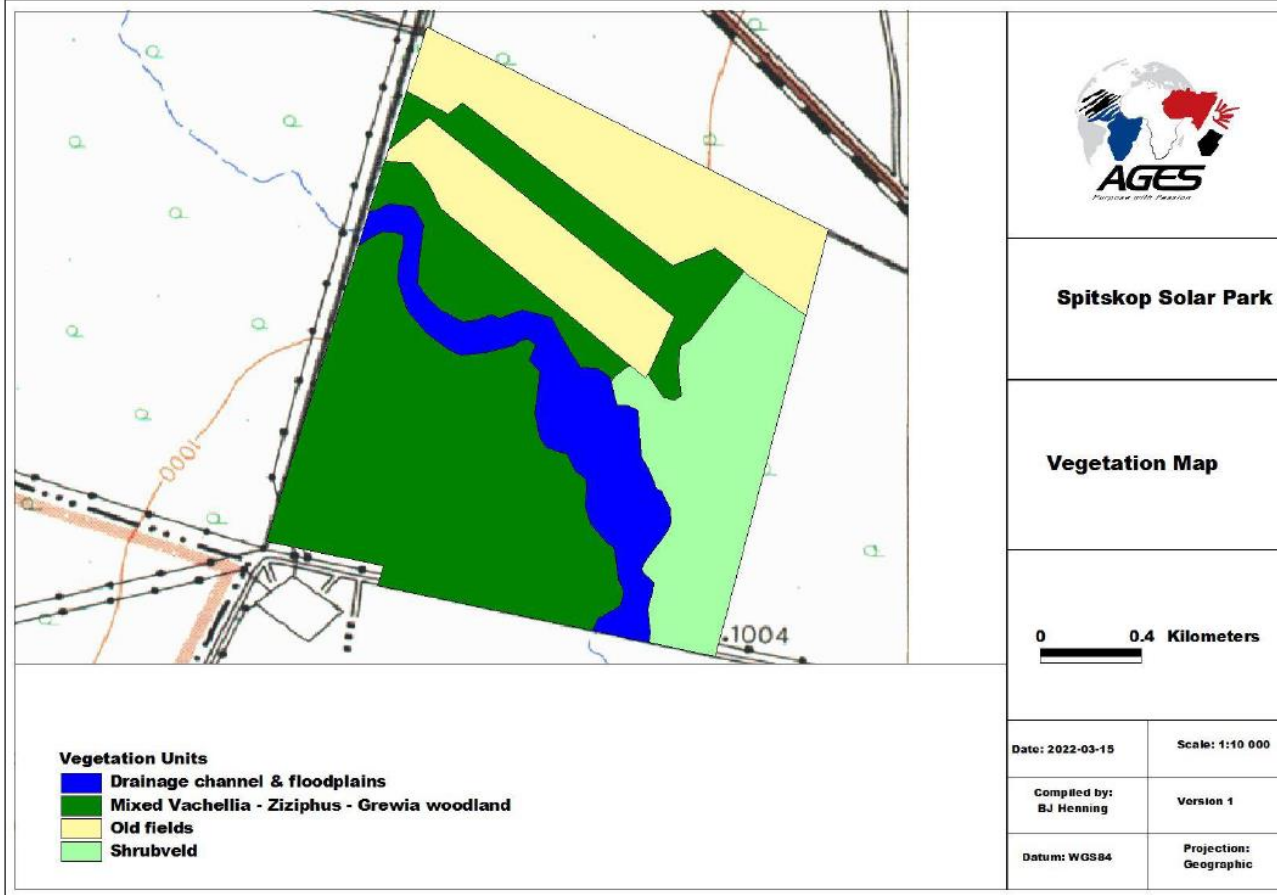 1000
1004
AGES
Purpose with Passion
Spitskop Solar Park
Vegetation Map
0 0.4 Kilometers
Date: 2022-03-15
Scale: 1:10 000
Compiled by:
BJ Henning
Version 1
Datum: WGS84
Projection:
Geographic
Vegetation Units
Drainage channel & floodplains
Mixed Vachellia - Ziziphus - Grewia woodland
Old fields
Shrubveld